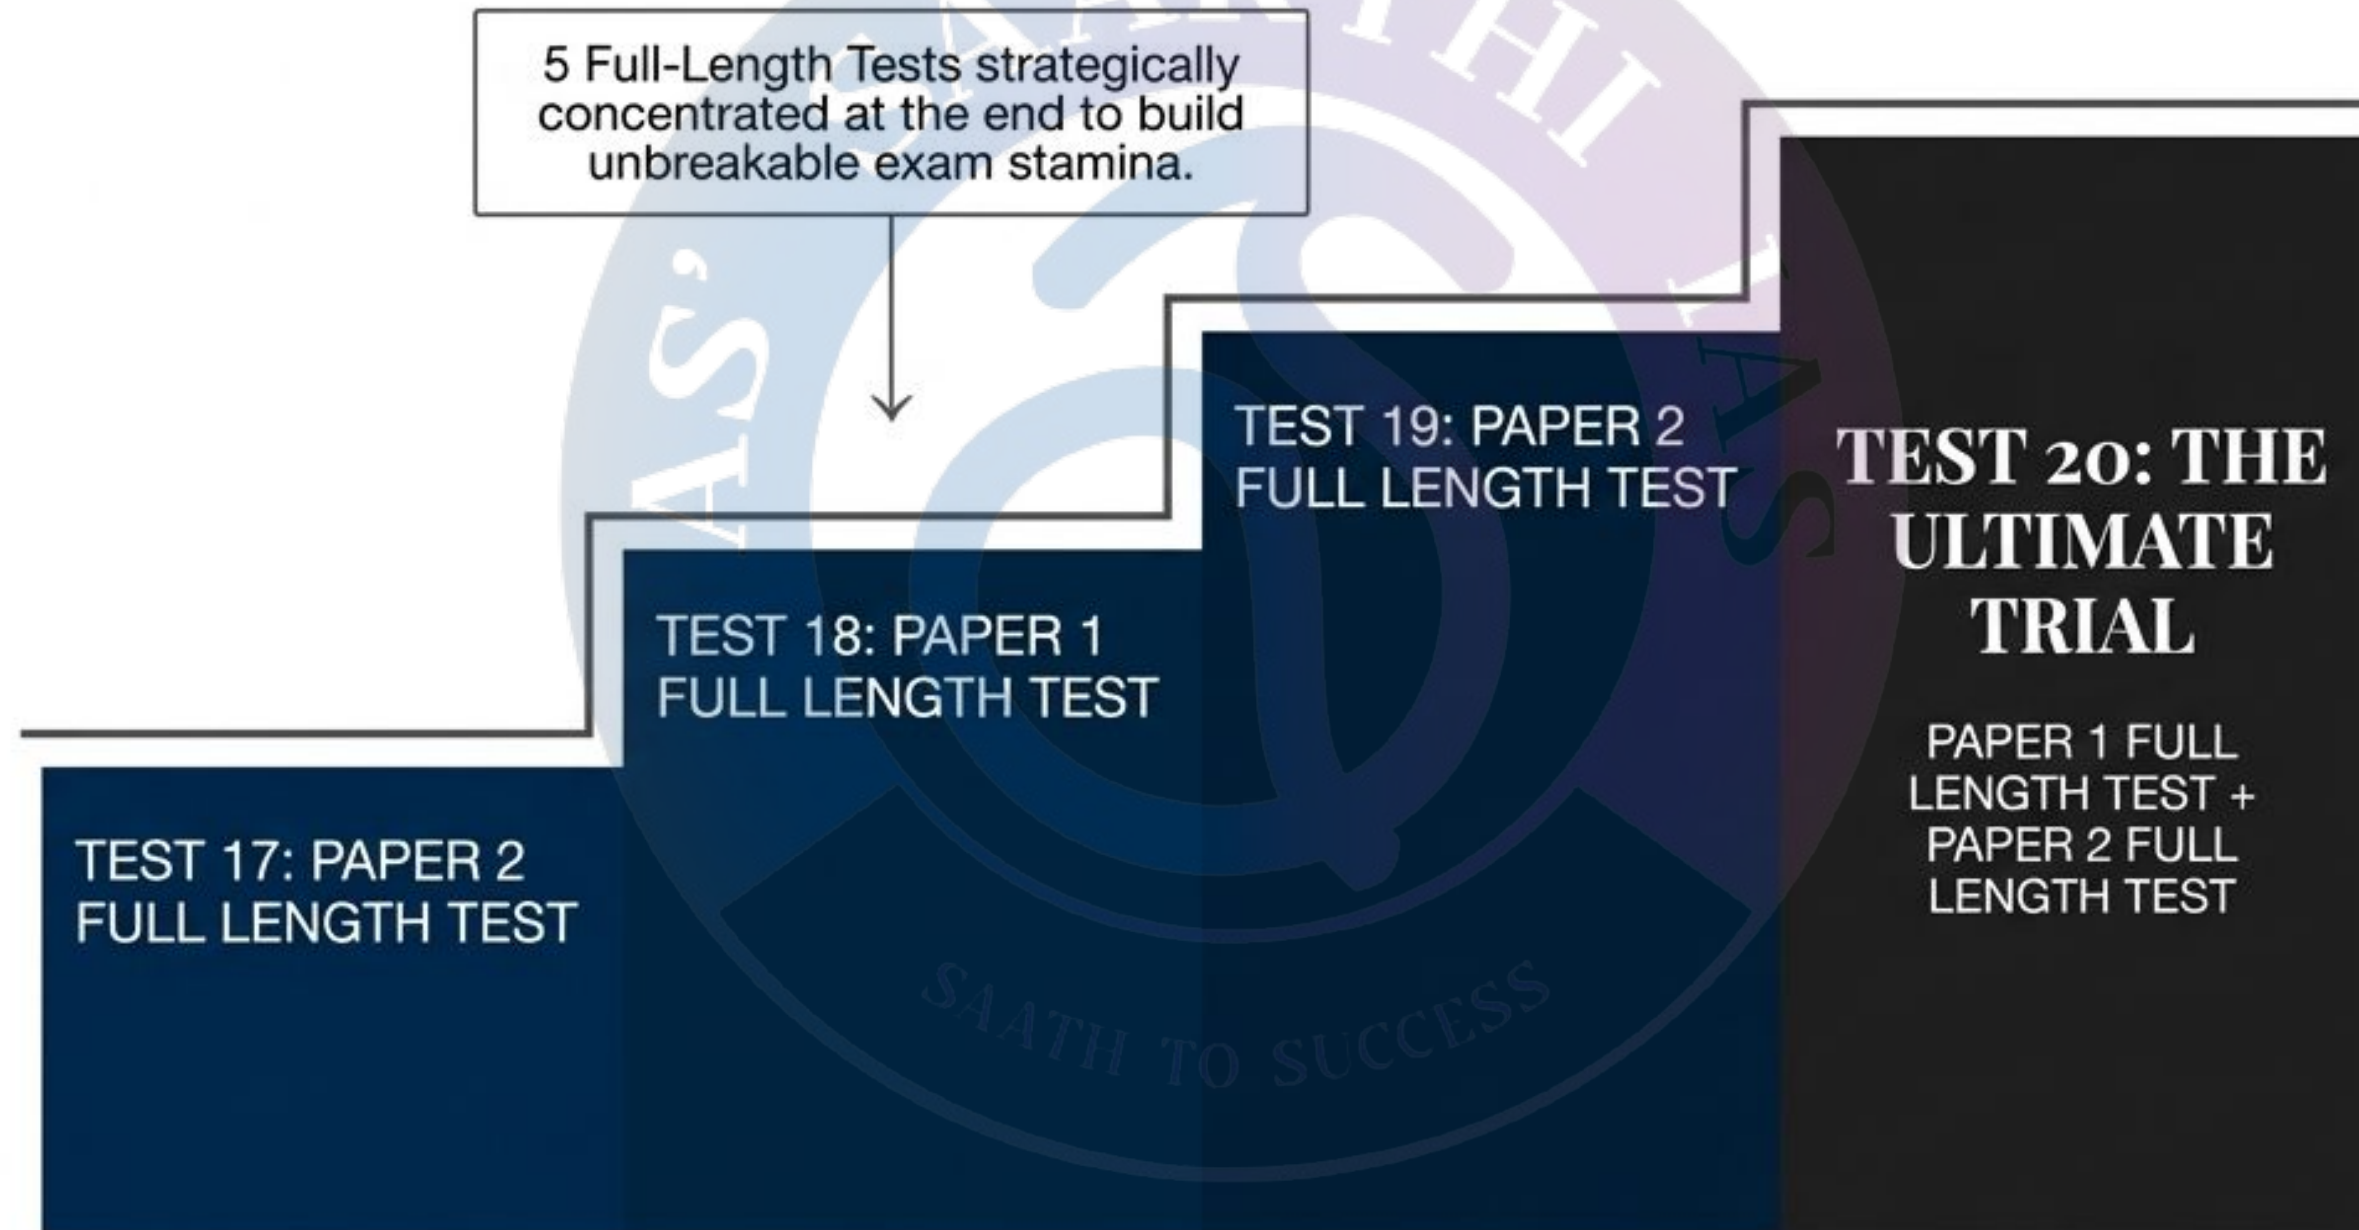 5 Full-Length Tests strategically
concentrated at the end to build
unbreakable exam stamina.
TEST 17: PAPER 2
FULL LENGTH TEST
TEST 18: PAPER 1
FULL LENGTH TEST
TEST 19: PAPER 2
FULL LENGTH TEST
TEST 20: THE
ULTIMATE
TRIAL
PAPER 1 FULL
LENGTH TEST +
PAPER 2 FULL
LENGTH TEST
SAARTHI IAS
SAATH TO SUCCESS